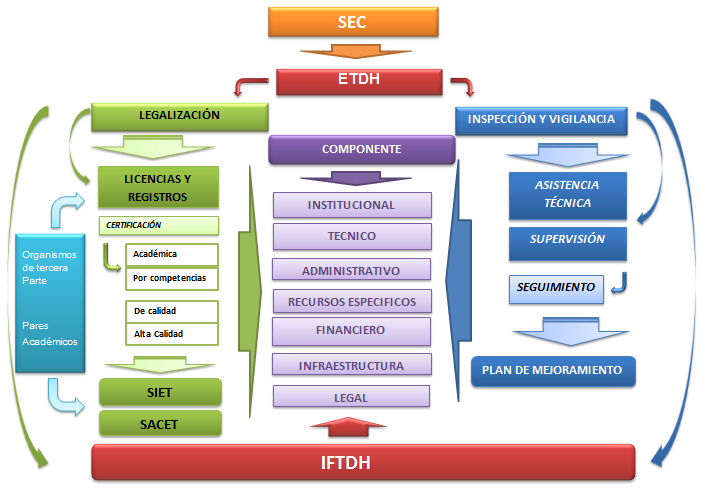 SEC
ETDH
LEGALIZACIÓN
LICENCIAS Y
REGISTROS
CERTIFICACIÓN
Académica
Por competencias
De calidad
Alta Calidad
SIET
SACET
Organismos
de tercera
Parte
Pares
Académicos
COMPONENTE
INSTITUCIONAL
TECNICO
ADMINISTRATIVO
RECURSOS ESPECIFICOS
FINANCIERO
INFRAESTRUCTURA
LEGAL
INSPECCIÓN Y VIGILANCIA
ASISTENCIA
TÉCNICA
SUPERVISIÓN
SEGUIMIENTO
PLAN DE MEJORAMIENTO
IFTDH